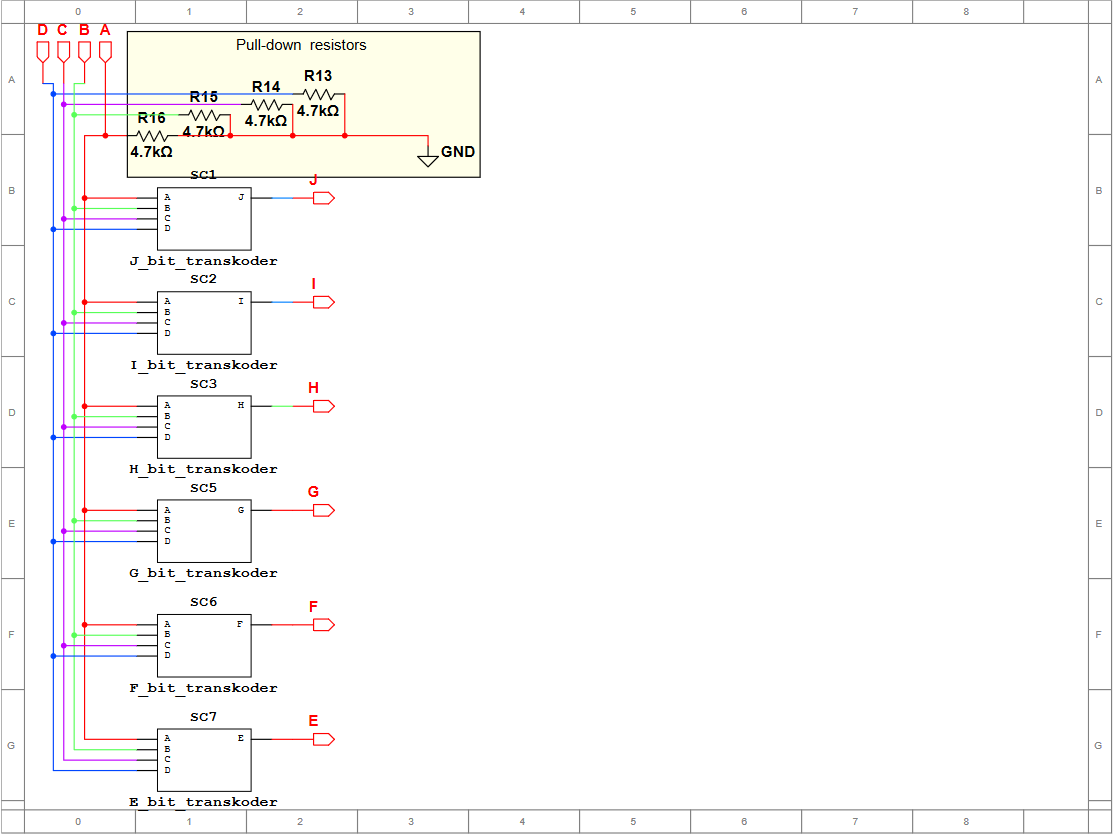 0 1 2 3 4 5 6 7 8
D C B A
Pull-down resistors
A A
R13
R14
4.7kΩ
R15
4.7kΩ
R16
4.7kΩ
4.7kΩ
GND
B B
SC1
J
A J
B
C
D
J_bit_transkoder
SC2
I
C C
A I
B
C
D
I_bit_transkoder
SC3
H
D D
A H
B
C
D
H_bit_transkoder
SC5
G
E E
A G
B
C
D
G_bit_transkoder
SC6
F
F F
A F
B
C
D
F_bit_transkoder
SC7
E
G G
A E
B
C
D
E_bit_transkoder
0 1 2 3 4 5 6 7 8